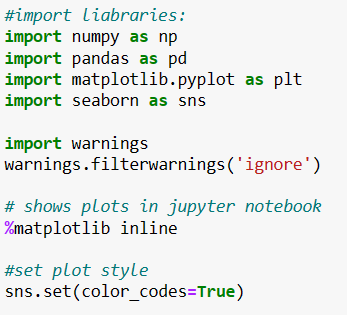 #import liabraries:
import numpy as np
import pandas as pd
import matplotlib.pyplot as plt
import seaborn as sns
import warnings
warnings.filterwarnings('ignore')
# shows plots in jupyter notebook
%matplotlib inline
#set plot style
sns.set(color_codes=True)